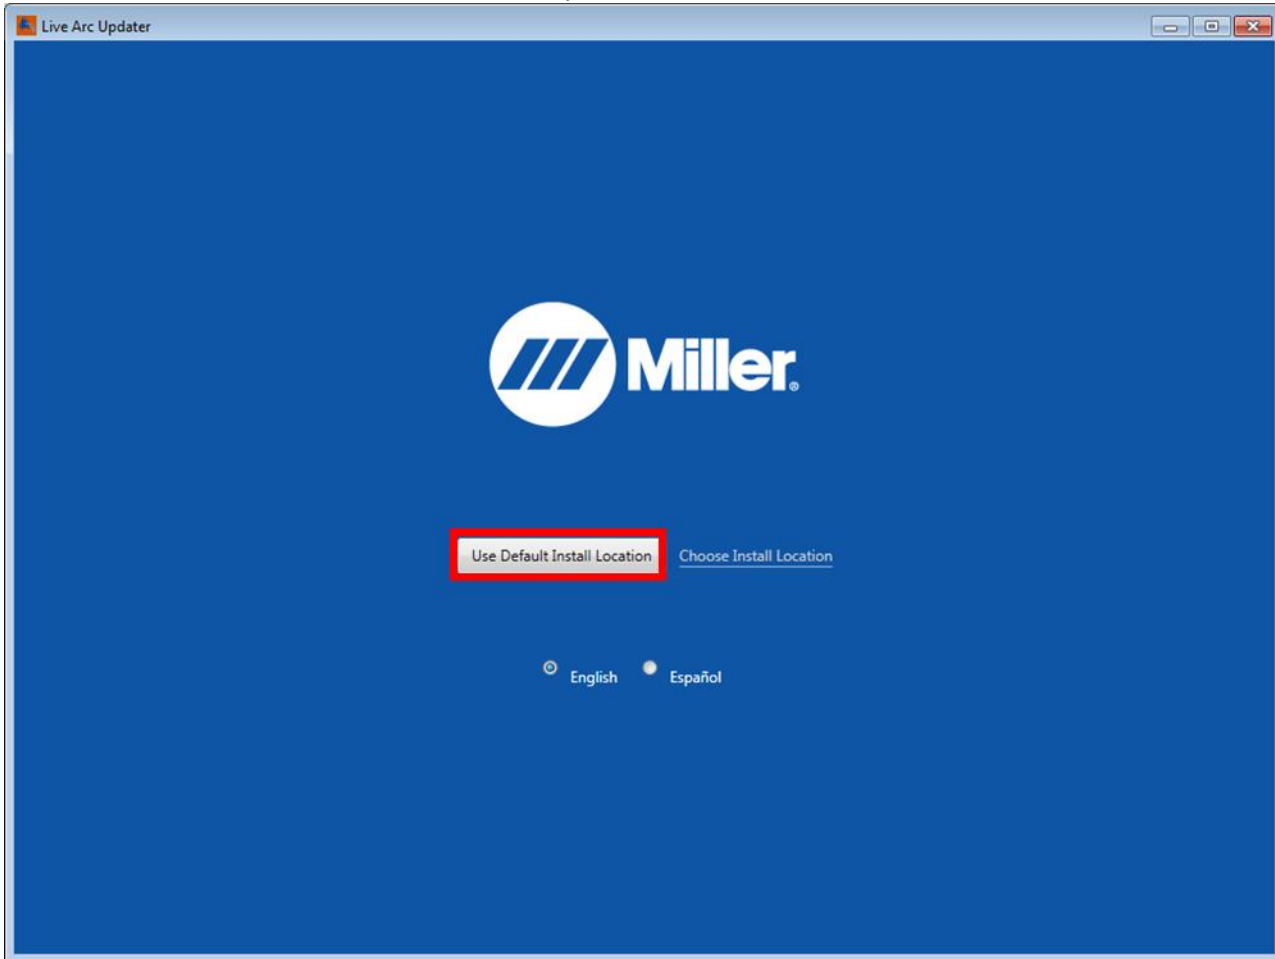 Live Arc Updater
Miller®
Use Default Install Location Choose Install Location
English Español